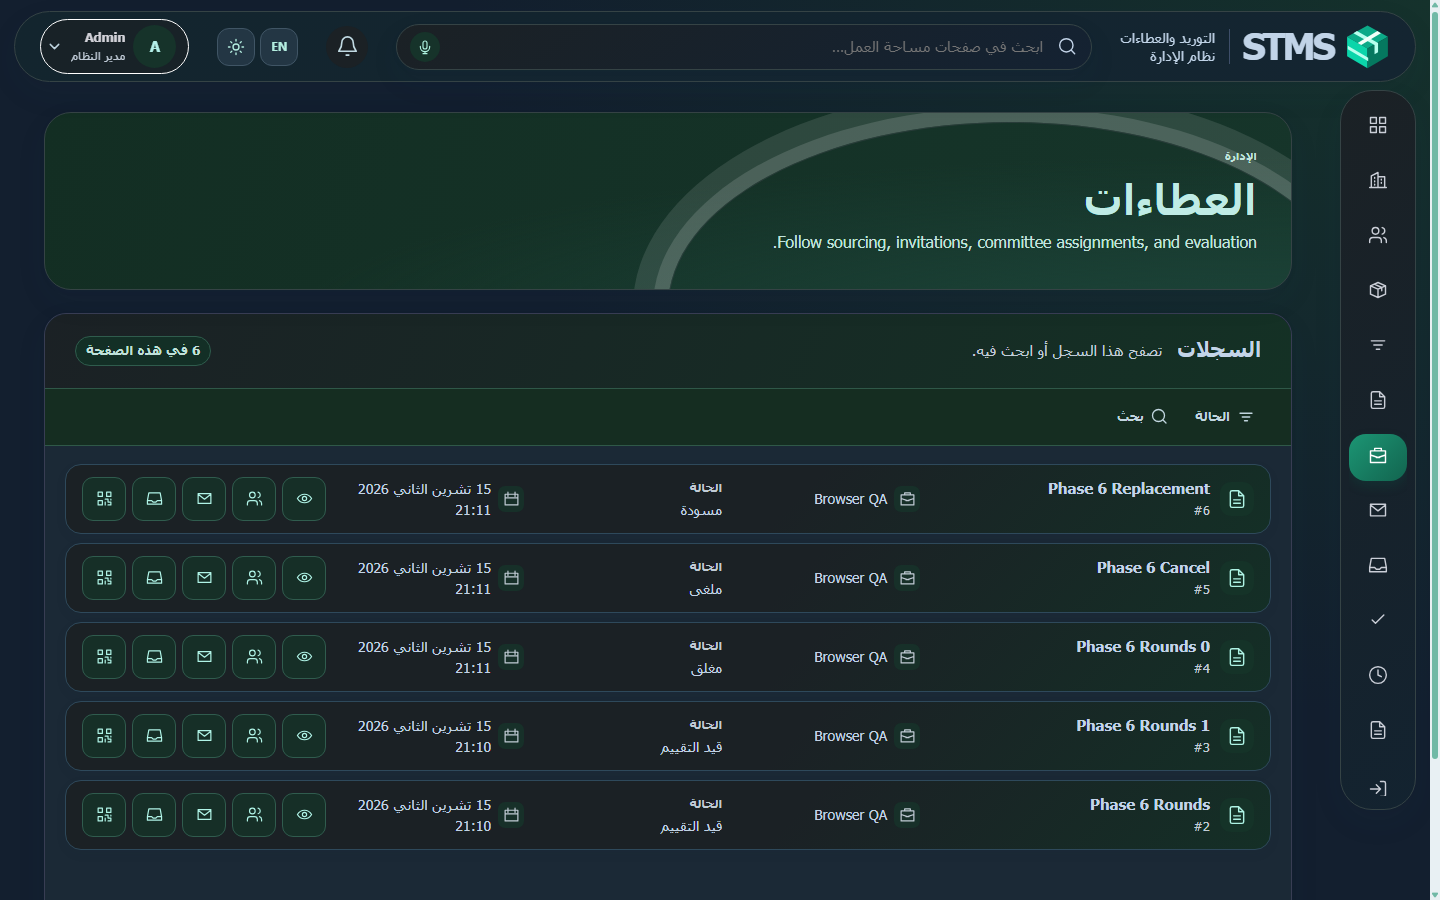 STMS
التوريد والعطاءات
نظام الإدارة
ابحث في صفحات مساحة العمل...
EN
A
Admin
مدير النظام
الإدارة
العطاءات
Follow sourcing, invitations, committee assignments, and evaluation.
السجلات
تصفح هذا السجل أو ابحث فيه.
6 في هذه الصفحة
الحالة
بحث
Phase 6 Replacement
#6
Browser QA
الحالة
مسودة
15 تشرين الثاني 2026
21:11
Phase 6 Cancel
#5
Browser QA
الحالة
ملغى
15 تشرين الثاني 2026
21:11
Phase 6 Rounds 0
#4
Browser QA
الحالة
مغلق
15 تشرين الثاني 2026
21:11
Phase 6 Rounds 1
#3
Browser QA
الحالة
قيد التقييم
15 تشرين الثاني 2026
21:10
Phase 6 Rounds
#2
Browser QA
الحالة
قيد التقييم
15 تشرين الثاني 2026
21:10